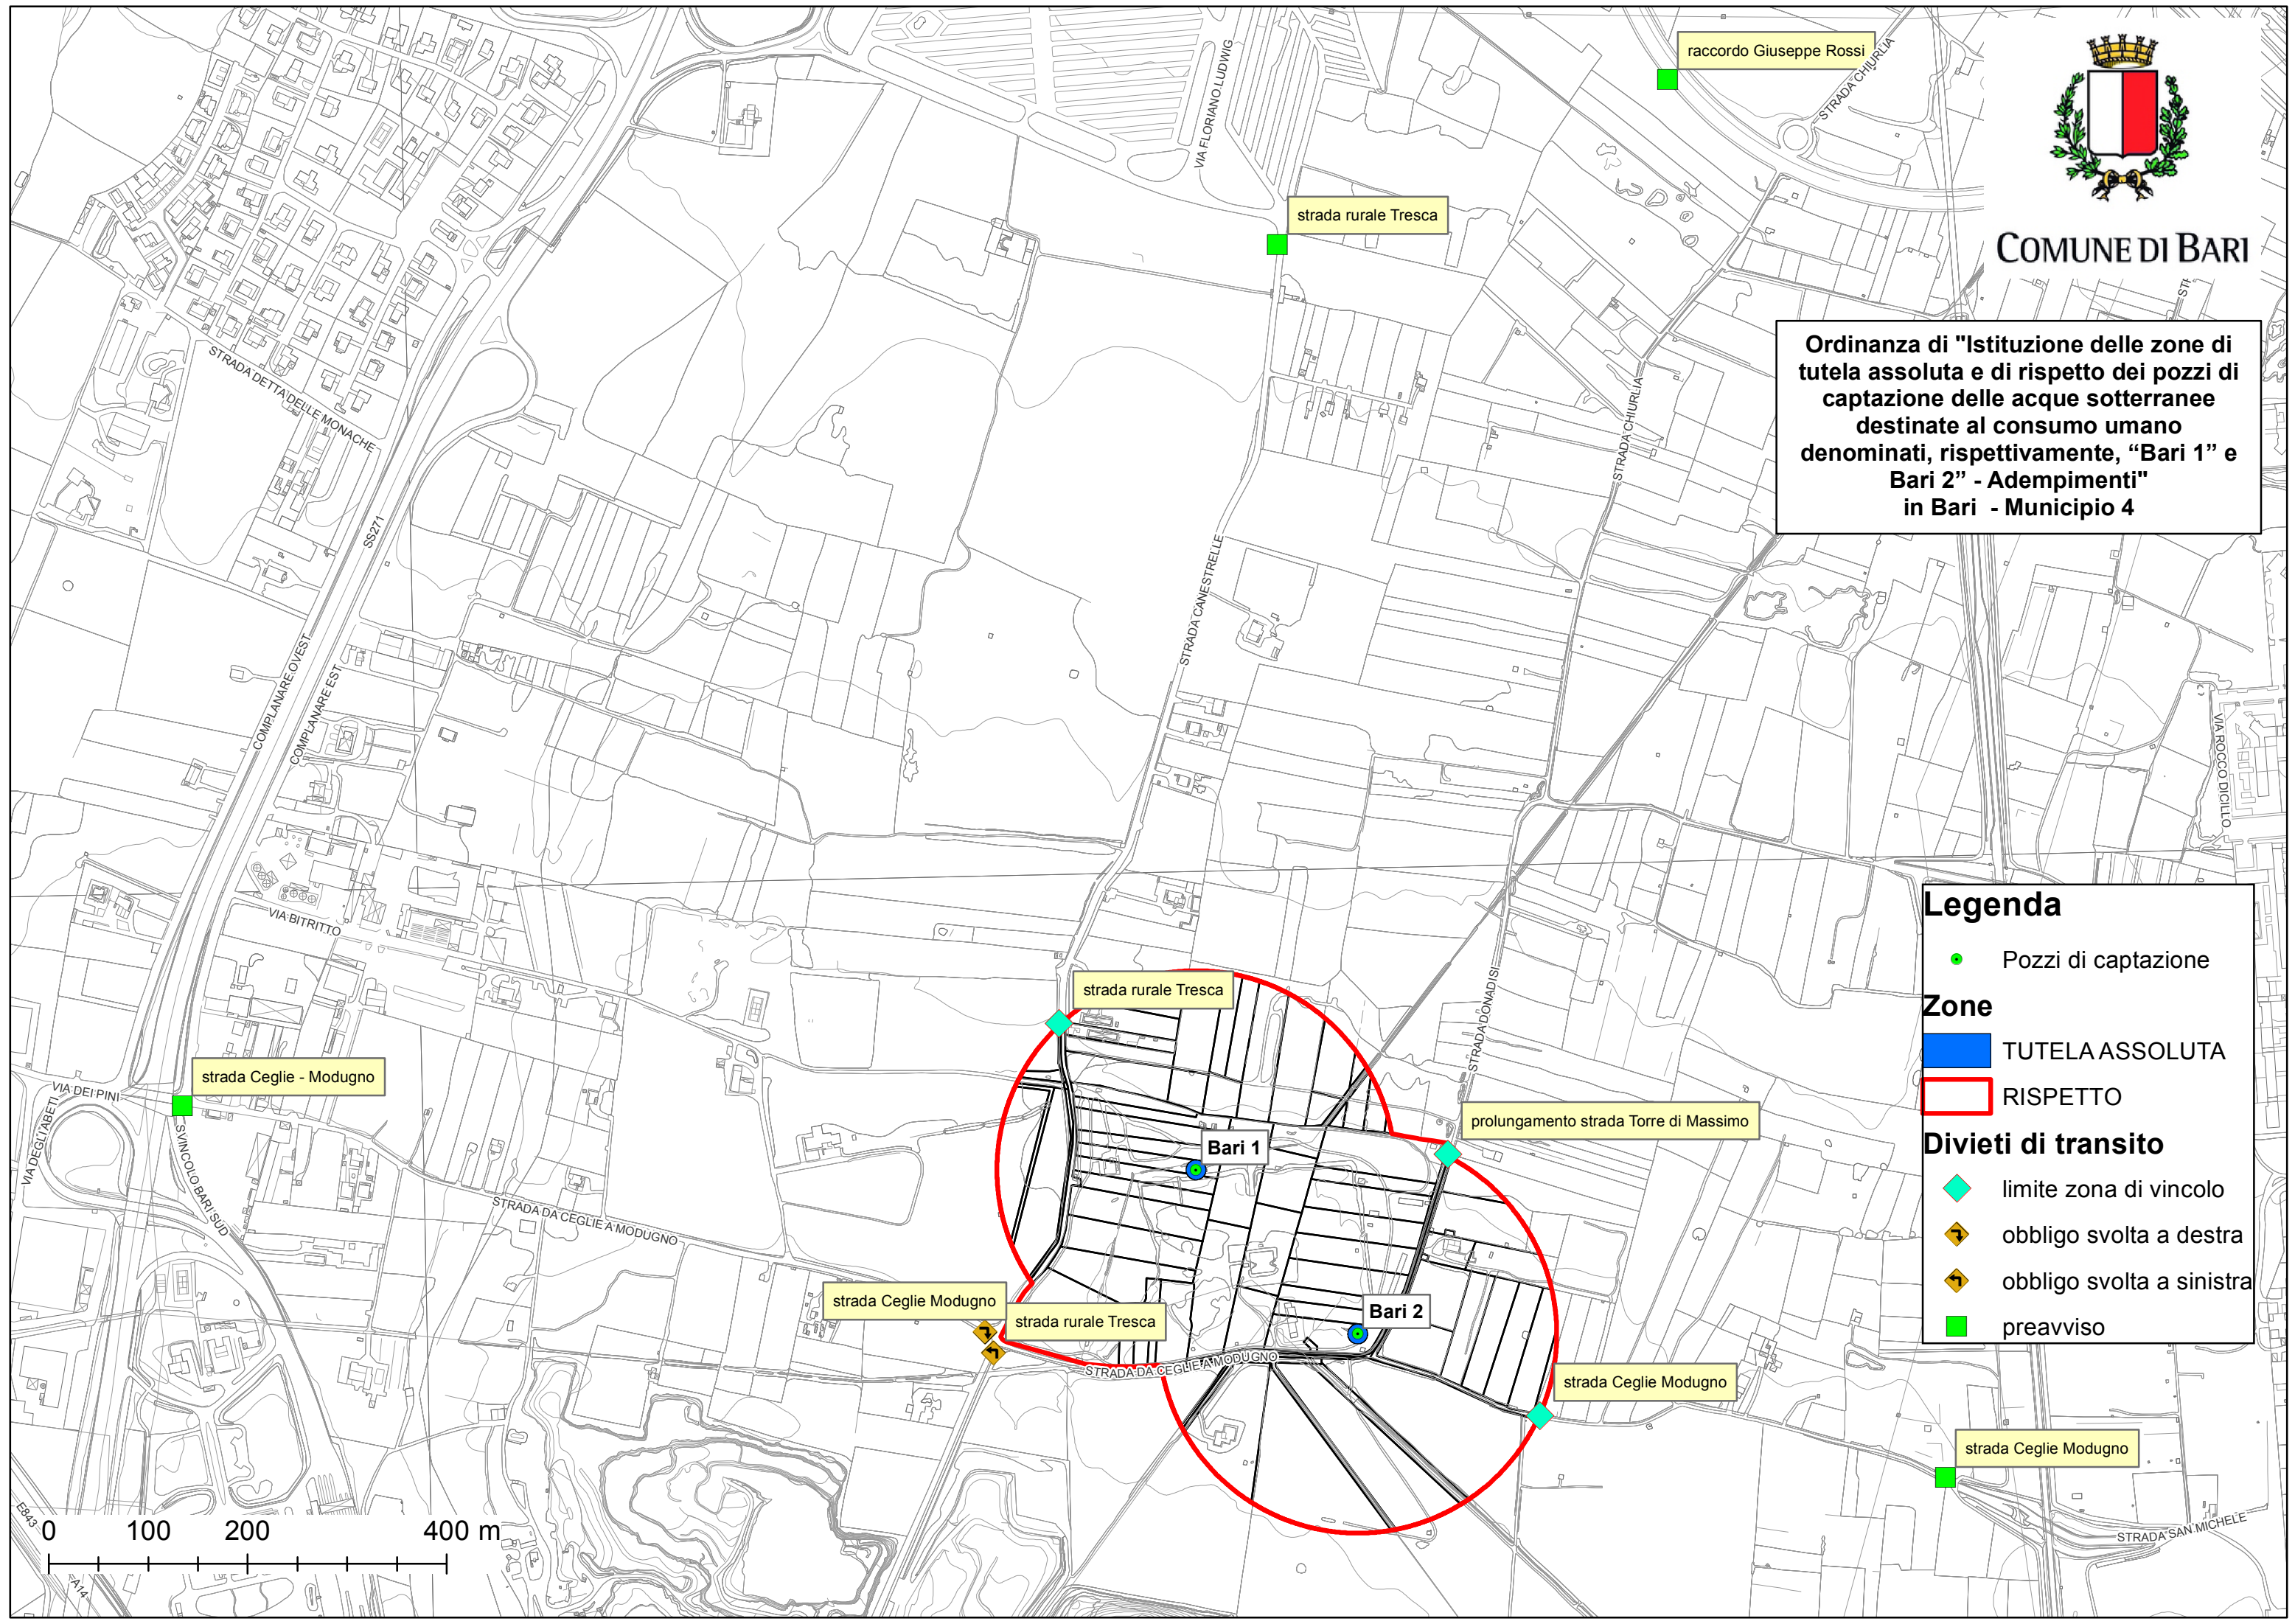 raccordo Giuseppe Rossi
STRADA CHIURLIA
VIA FLORIANO LUDWIG
strada rurale Tresca
COMUNE DI BARI
Ordinanza di "Istituzione delle zone di
tutela assoluta e di rispetto dei pozzi di
captazione delle acque sotterranee
destinate al consumo umano
denominati, rispettivamente, “Bari 1” e
Bari 2” - Adempimenti"
in Bari - Municipio 4
STRADA DETTA DELLE MONACHE
STRADA CHIURLIA
SS271
STRADA CANESTRELLE
COMPLANARE OVEST
COMPLANARE EST
VIA ROCCO DICILLO
VIA BITRITTO
Legenda
Pozzi di captazione
Zone
TUTELA ASSOLUTA
RISPETTO
Divieti di transito
limite zona di vincolo
obbligo svolta a destra
obbligo svolta a sinistra
preavviso
strada rurale Tresca
STRADA DONADISI
strada Ceglie - Modugno
VIA DEI PINI
VIA DEGLI ABETI
SVINCOLO BARI SUD
prolungamento strada Torre di Massimo
Bari 1
STRADA DA CEGLIE A MODUGNO
strada Ceglie Modugno
strada rurale Tresca
Bari 2
STRADA DA CEGLIE A MODUGNO
strada Ceglie Modugno
strada Ceglie Modugno
STRADA SAN MICHELE
E843
0 100 200 400 m
A14